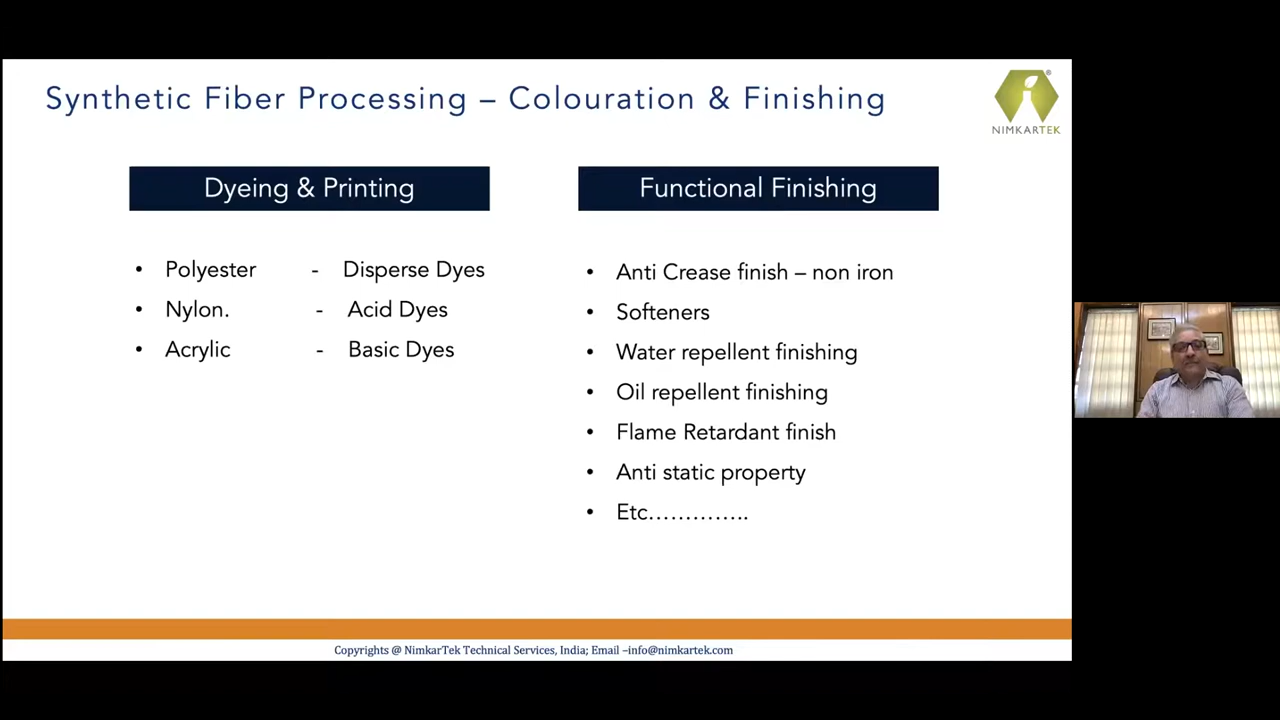 Synthetic Fiber Processing – Colouration & Finishing
®
NIMKARTEK
Dyeing & Printing
• Polyester - Disperse Dyes
• Nylon. - Acid Dyes
• Acrylic - Basic Dyes
Functional Finishing
• Anti Crease finish – non iron
• Softeners
• Water repellent finishing
• Oil repellent finishing
• Flame Retardant finish
• Anti static property
• Etc…………..
Copyrights @ NimkarTek Technical Services, India; Email –info@nimkartek.com